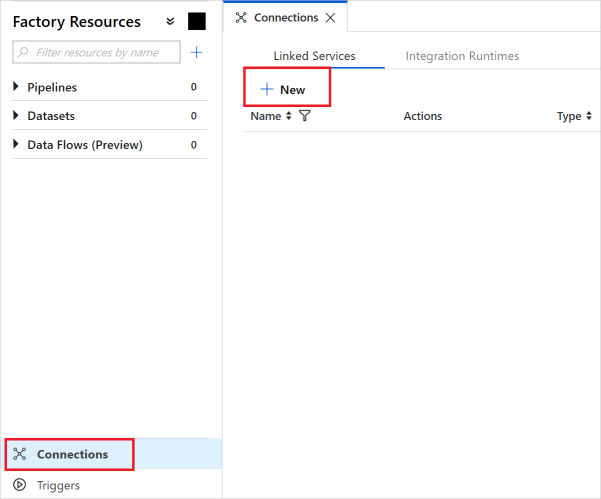 Factory Resources
Filter resources by name
Pipelines 0
Datasets 0
Data Flows (Preview) 0
Connections
Triggers
Connections
Linked Services Integration Runtimes
New
Name Actions Type